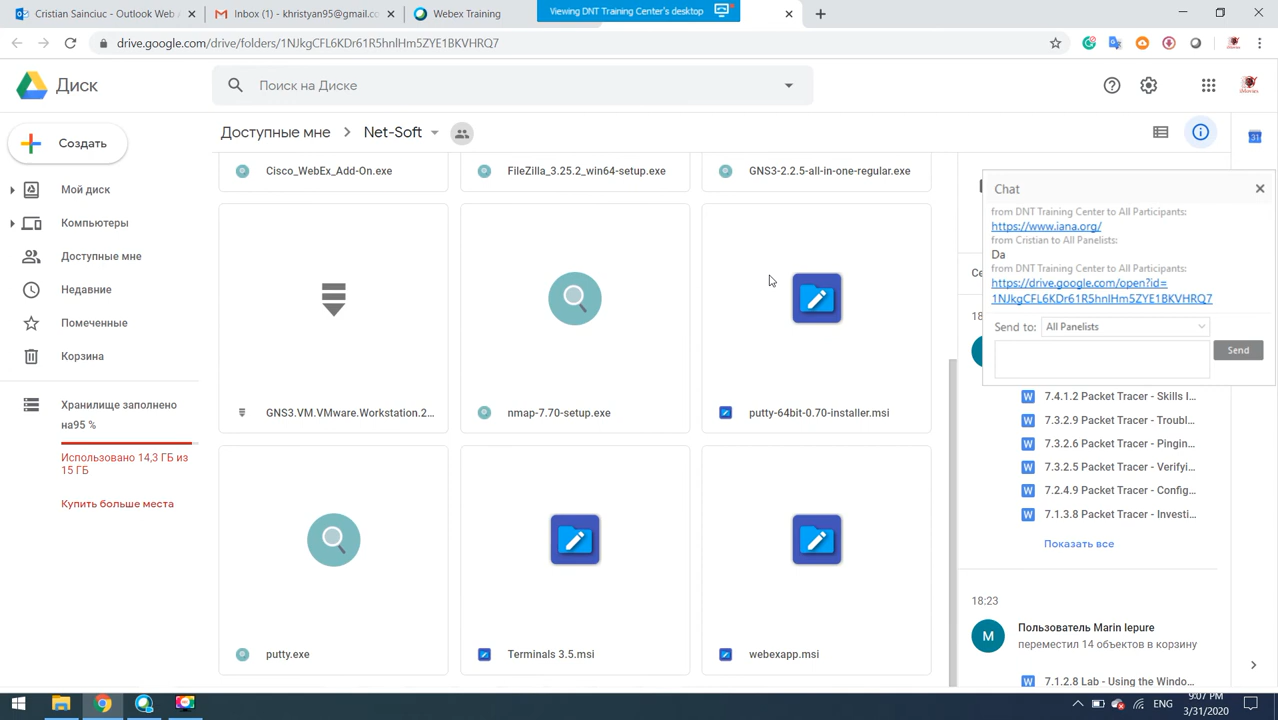 Cristian Sainciuc - Outlook Web A
Inbox (1) - khristyan95@gmail.co
Webex Training
Viewing DNT Training Center's desktop
drive.google.com/drive/folders/1NJkgCFL6KDr61R5hnlHm5ZYE1BKVHRQ7
Диск
Поиск на Диске
Создать
Доступные мне
Net-Soft
31
Мой диск
Компьютеры
Доступные мне
Недавние
Помеченные
Корзина
Хранилище заполнено
на95 %
Использовано 14,3 ГБ из
15 ГБ
Купить больше места
Cisco_WebEx_Add-On.exe
FileZilla_3.25.2_win64-setup.exe
GNS3-2.2.5-all-in-one-regular.exe
GNS3.VM.VMware.Workstation.2...
nmap-7.70-setup.exe
putty-64bit-0.70-installer.msi
putty.exe
Terminals 3.5.msi
webexapp.msi
Chat
from DNT Training Center to All Participants:
https://www.iana.org/
from Cristian to All Panelists:
Da
from DNT Training Center to All Participants:
https://drive.google.com/open?id=
1NJkgCFL6KDr61R5hnlHm5ZYE1BKVHRQ7
Send to:
All Panelists
Send
W 7.4.1.2 Packet Tracer - Skills I...
W 7.3.2.9 Packet Tracer - Troubl...
W 7.3.2.6 Packet Tracer - Pingin...
W 7.3.2.5 Packet Tracer - Verifyi...
W 7.2.4.9 Packet Tracer - Config...
W 7.1.3.8 Packet Tracer - Investi...
Показать все
18:23
M
Пользователь Marin Iepure
переместил 14 объектов в корзину
W 7.1.2.8 Lab - Using the Windo...
ENG
9:07 PM
3/31/2020